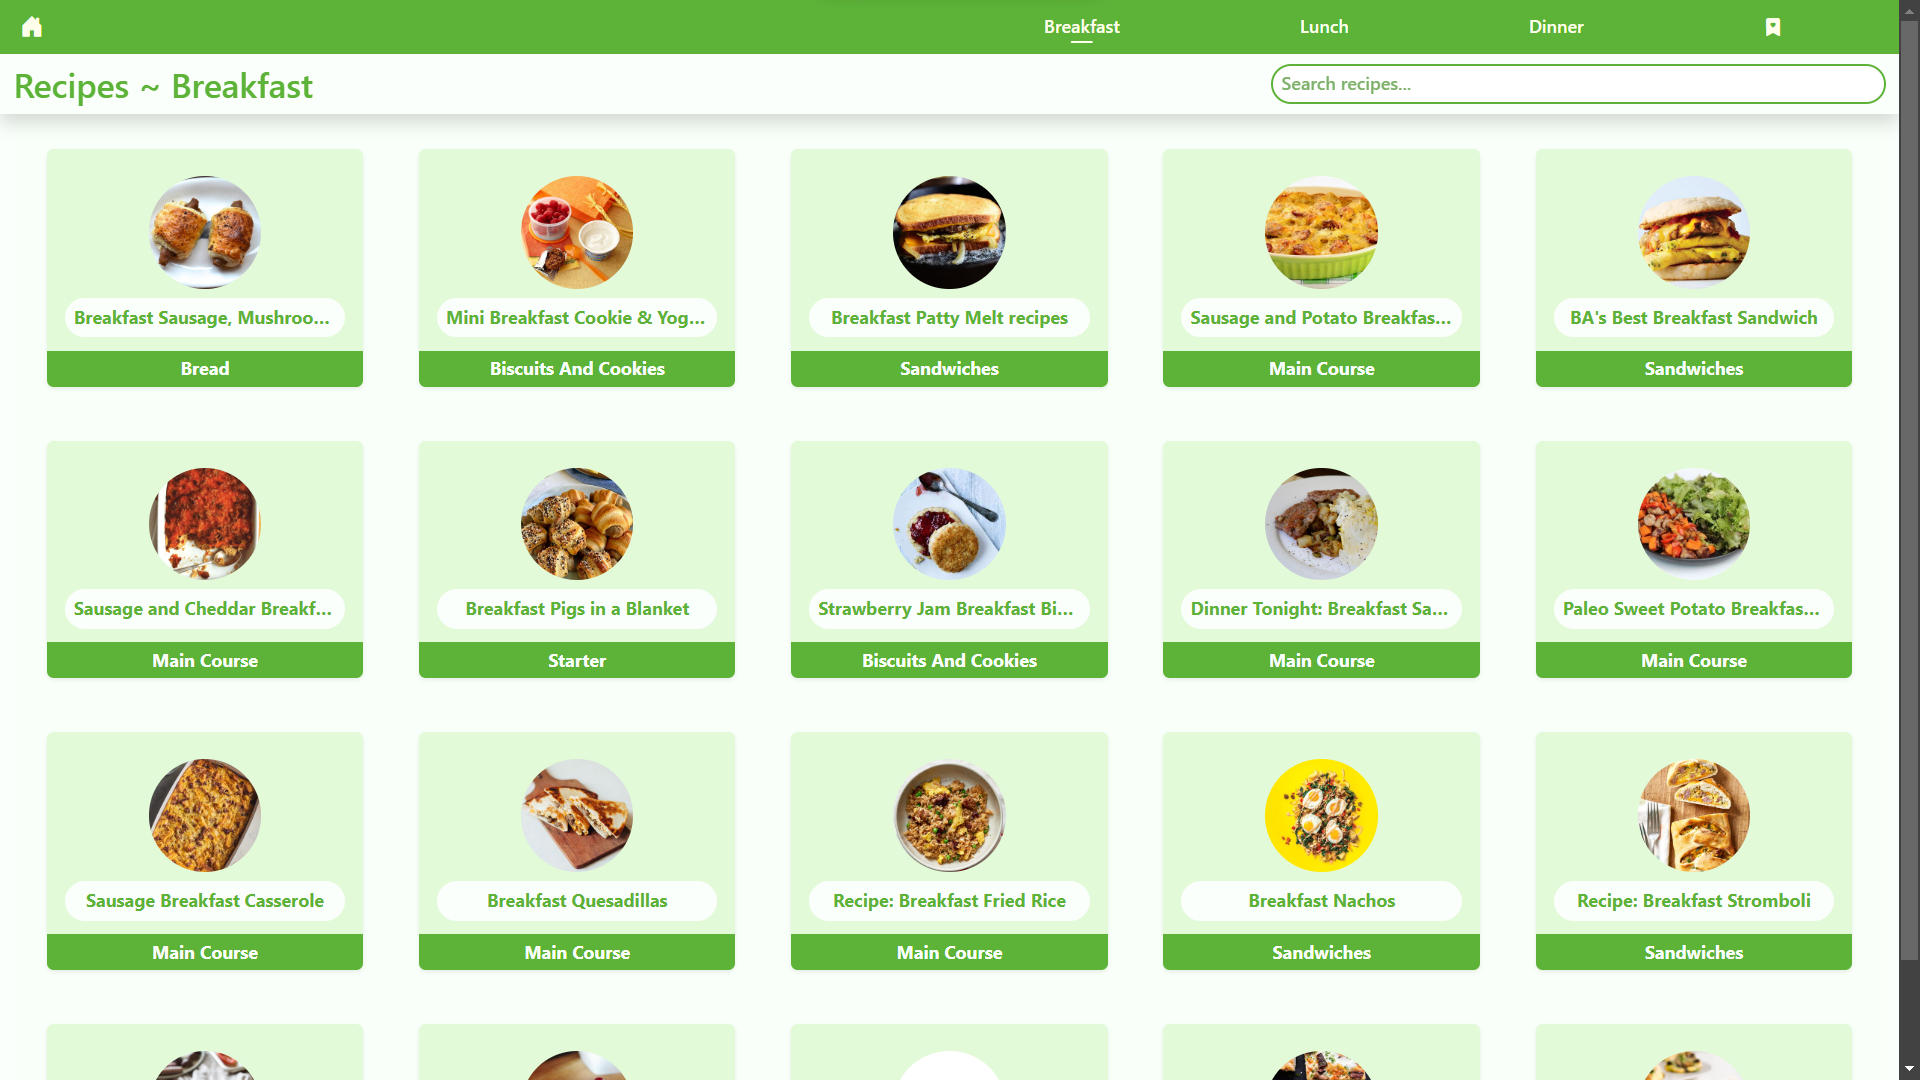 Breakfast
Lunch
Dinner
Recipes ~ Breakfast
Search recipes...
Breakfast Sausage, Mushroo...
Mini Breakfast Cookie & Yog...
Breakfast Patty Melt recipes
Sausage and Potato Breakfas...
BA's Best Breakfast Sandwich
Bread
Biscuits And Cookies
Sandwiches
Main Course
Sandwiches
Sausage and Cheddar Breakf...
Breakfast Pigs in a Blanket
Strawberry Jam Breakfast Bi...
Dinner Tonight: Breakfast Sa...
Paleo Sweet Potato Breakfas...
Main Course
Starter
Biscuits And Cookies
Main Course
Main Course
Sausage Breakfast Casserole
Breakfast Quesadillas
Recipe: Breakfast Fried Rice
Breakfast Nachos
Recipe: Breakfast Stromboli
Main Course
Main Course
Main Course
Sandwiches
Sandwiches